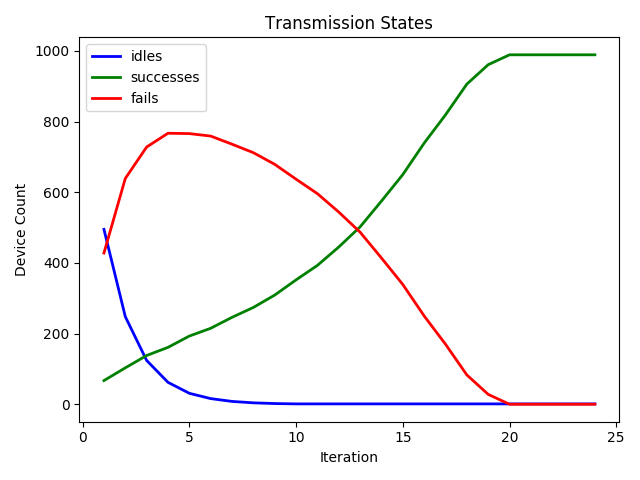 Transmission States
1000
800
600
400
200
0
Device Count
idles
successes
fails
0 5 10 15 20 25
Iteration